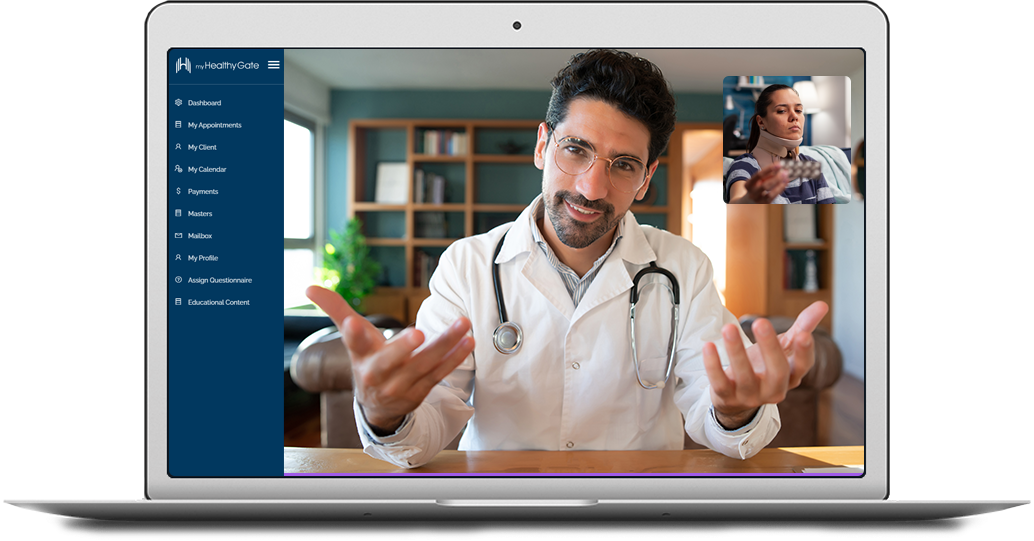 myHealthyGate
Dashboard
My Appointments
My Client
My Calendar
Payments
Masters
Mailbox
My Profile
Assign Questionnaire
Educational Content